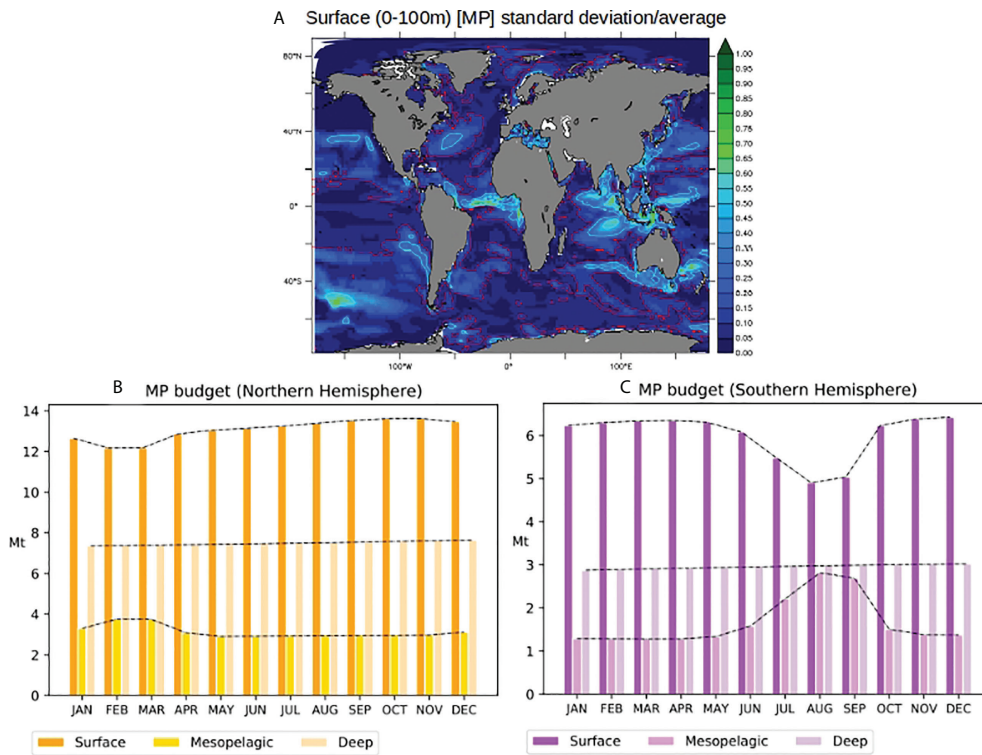 A Surface (0-100m) [MP] standard deviation/average
80°N
40°N
0°
40°S
100°W 0° 100°E
1.00
0.95
0.90
0.85
0.80
0.75
0.70
0.65
0.60
0.55
0.50
0.45
0.40
0.35
0.30
0.25
0.20
0.15
0.10
0.05
0.00
B MP budget (Northern Hemisphere)
14
12
10
8
Mt
6
4
2
0
JAN FEB MAR APR MAY JUN JUL AUG SEP OCT NOV DEC
Surface Mesopelagic Deep
C MP budget (Southern Hemisphere)
6
5
4
Mt
3
2
1
0
JAN FEB MAR APR MAY JUN JUL AUG SEP OCT NOV DEC
Surface Mesopelagic Deep